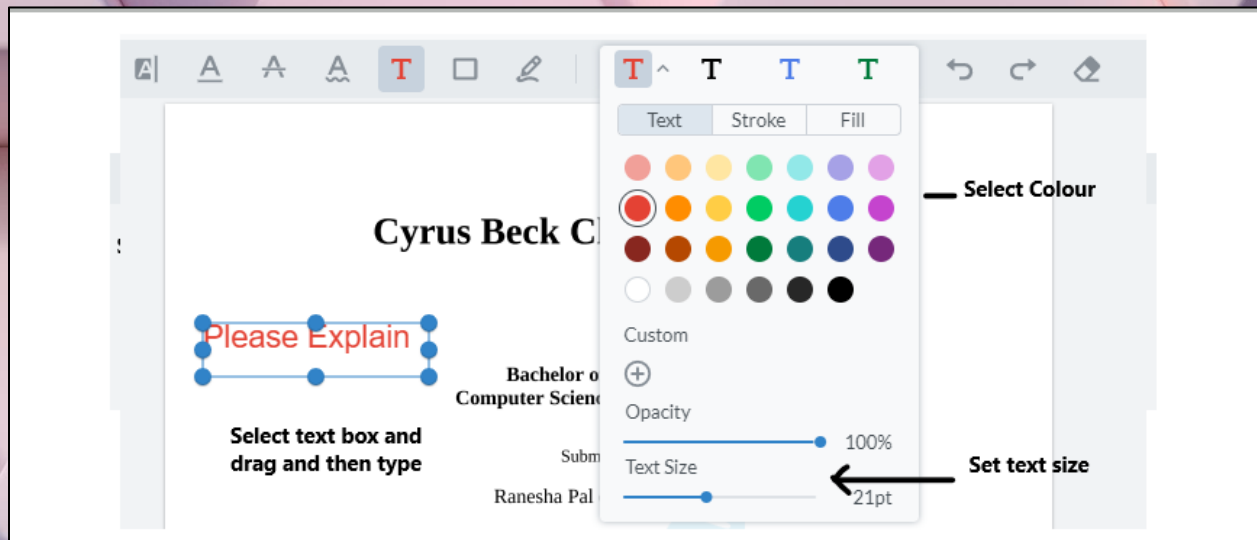 Text Stroke Fill
Select Colour
Cyrus Beck Cl
Please Explain
Custom
Bachelor o
Computer Scienc
Opacity
100%
Select text box and
drag and then type
Subm
Text Size
Set text size
Ranesha Pal
21pt